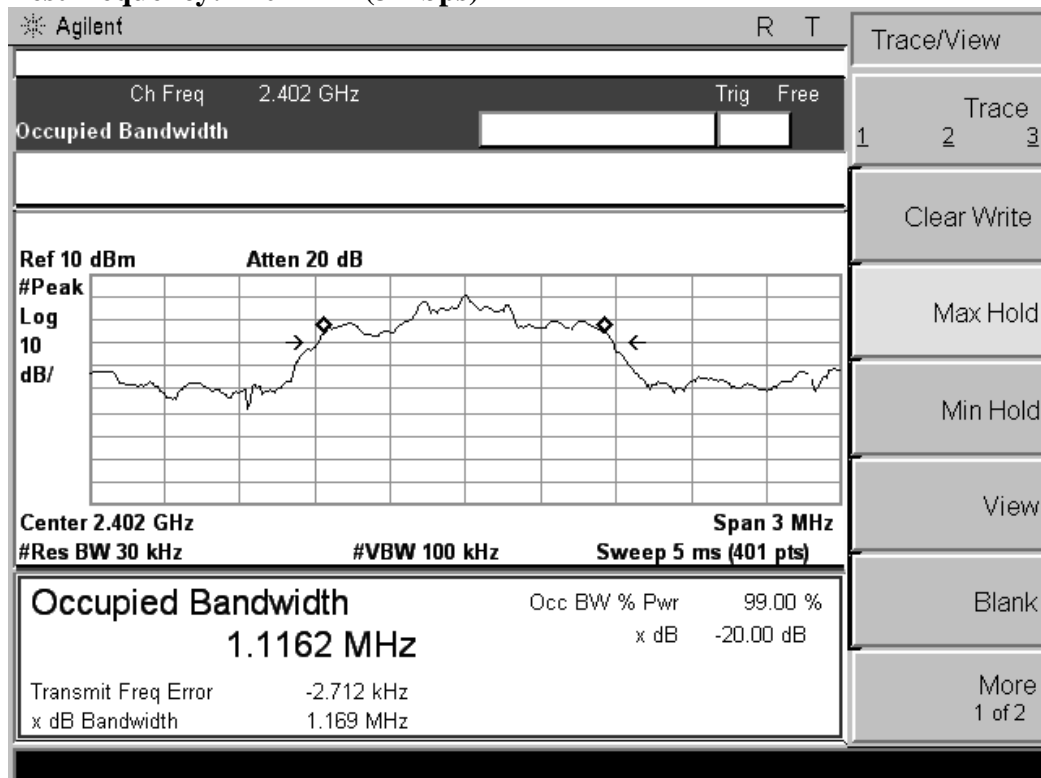 Agilent R T
Trace/View
Ch Freq 2.402 GHz Trig Free
Occupied Bandwidth
Trace
1 2 3
Clear Write
Ref 10 dBm Atten 20 dB
#Peak
Log
10
dB/
Max Hold
Min Hold
View
Center 2.402 GHz Span 3 MHz
#Res BW 30 kHz #VBW 100 kHz Sweep 5 ms (401 pts)
Occupied Bandwidth Occ BW % Pwr 99.00 %
1.1162 MHz x dB -20.00 dB
Blank
Transmit Freq Error -2.712 kHz
x dB Bandwidth 1.169 MHz
More
1 of 2